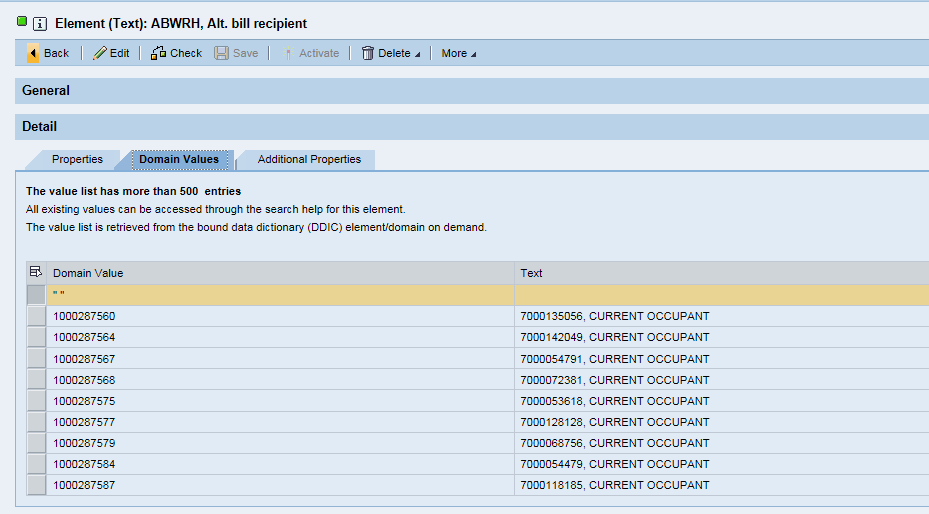 Element (Text): ABWRH, Alt. bill recipient
Back Edit Check Save Activate Delete More
General
Detail
Properties Domain Values Additional Properties
The value list has more than 500 entries
All existing values can be accessed through the search help for this element.
The value list is retrieved from the bound data dictionary (DDIC) element/domain on demand.
Domain Value Text
" "
1000287560 7000135056, CURRENT OCCUPANT
1000287564 7000142049, CURRENT OCCUPANT
1000287567 7000054791, CURRENT OCCUPANT
1000287568 7000072381, CURRENT OCCUPANT
1000287575 7000053618, CURRENT OCCUPANT
1000287577 7000128128, CURRENT OCCUPANT
1000287579 7000068756, CURRENT OCCUPANT
1000287584 7000054479, CURRENT OCCUPANT
1000287587 7000118185, CURRENT OCCUPANT